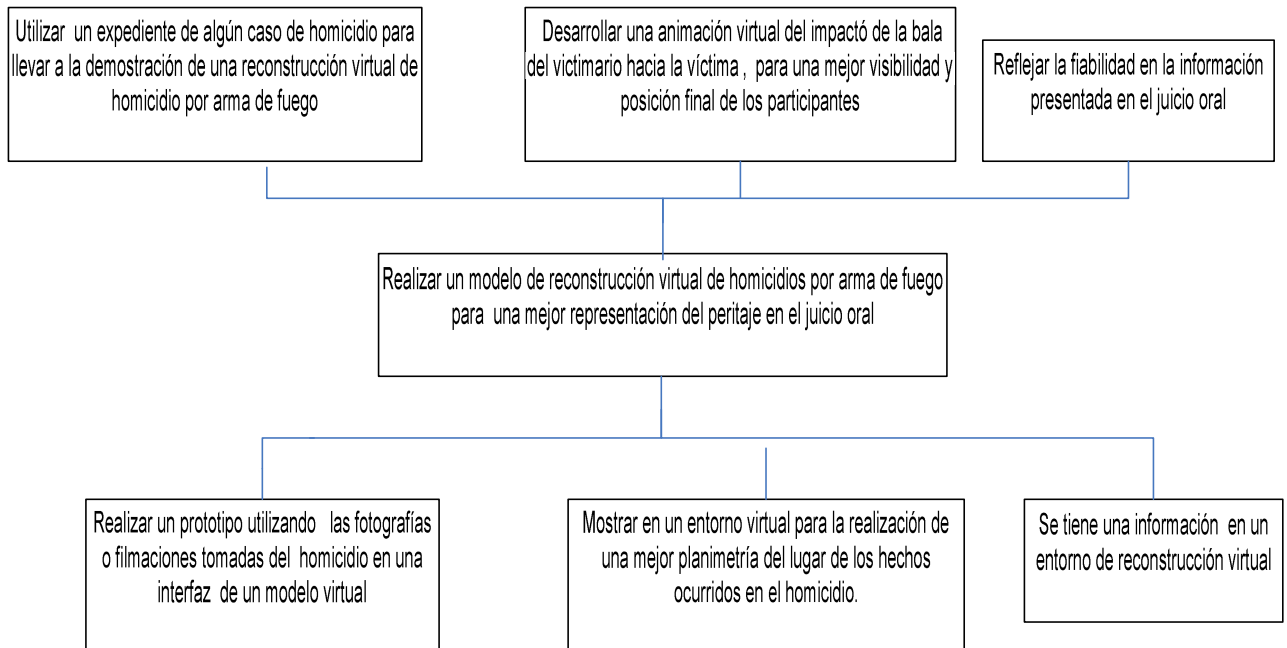 Utilizar un expediente de algún caso de homicidio para
llevar a la demostración de una reconstrucción virtual de
homicidio por arma de fuego
Desarrollar una animación virtual del impactó de la bala
del victimario hacia la víctima , para una mejor visibilidad y
posición final de los participantes
Reflejar la fiabilidad en la información
presentada en el juicio oral
Realizar un modelo de reconstrucción virtual de homicidios por arma de fuego
para una mejor representación del peritaje en el juicio oral
Realizar un prototipo utilizando las fotografías
o filmaciones tomadas del homicidio en una
interfaz de un modelo virtual
Mostrar en un entorno virtual para la realización de
una mejor planimetría del lugar de los hechos
ocurridos en el homicidio.
Se tiene una información en un
entorno de reconstrucción virtual